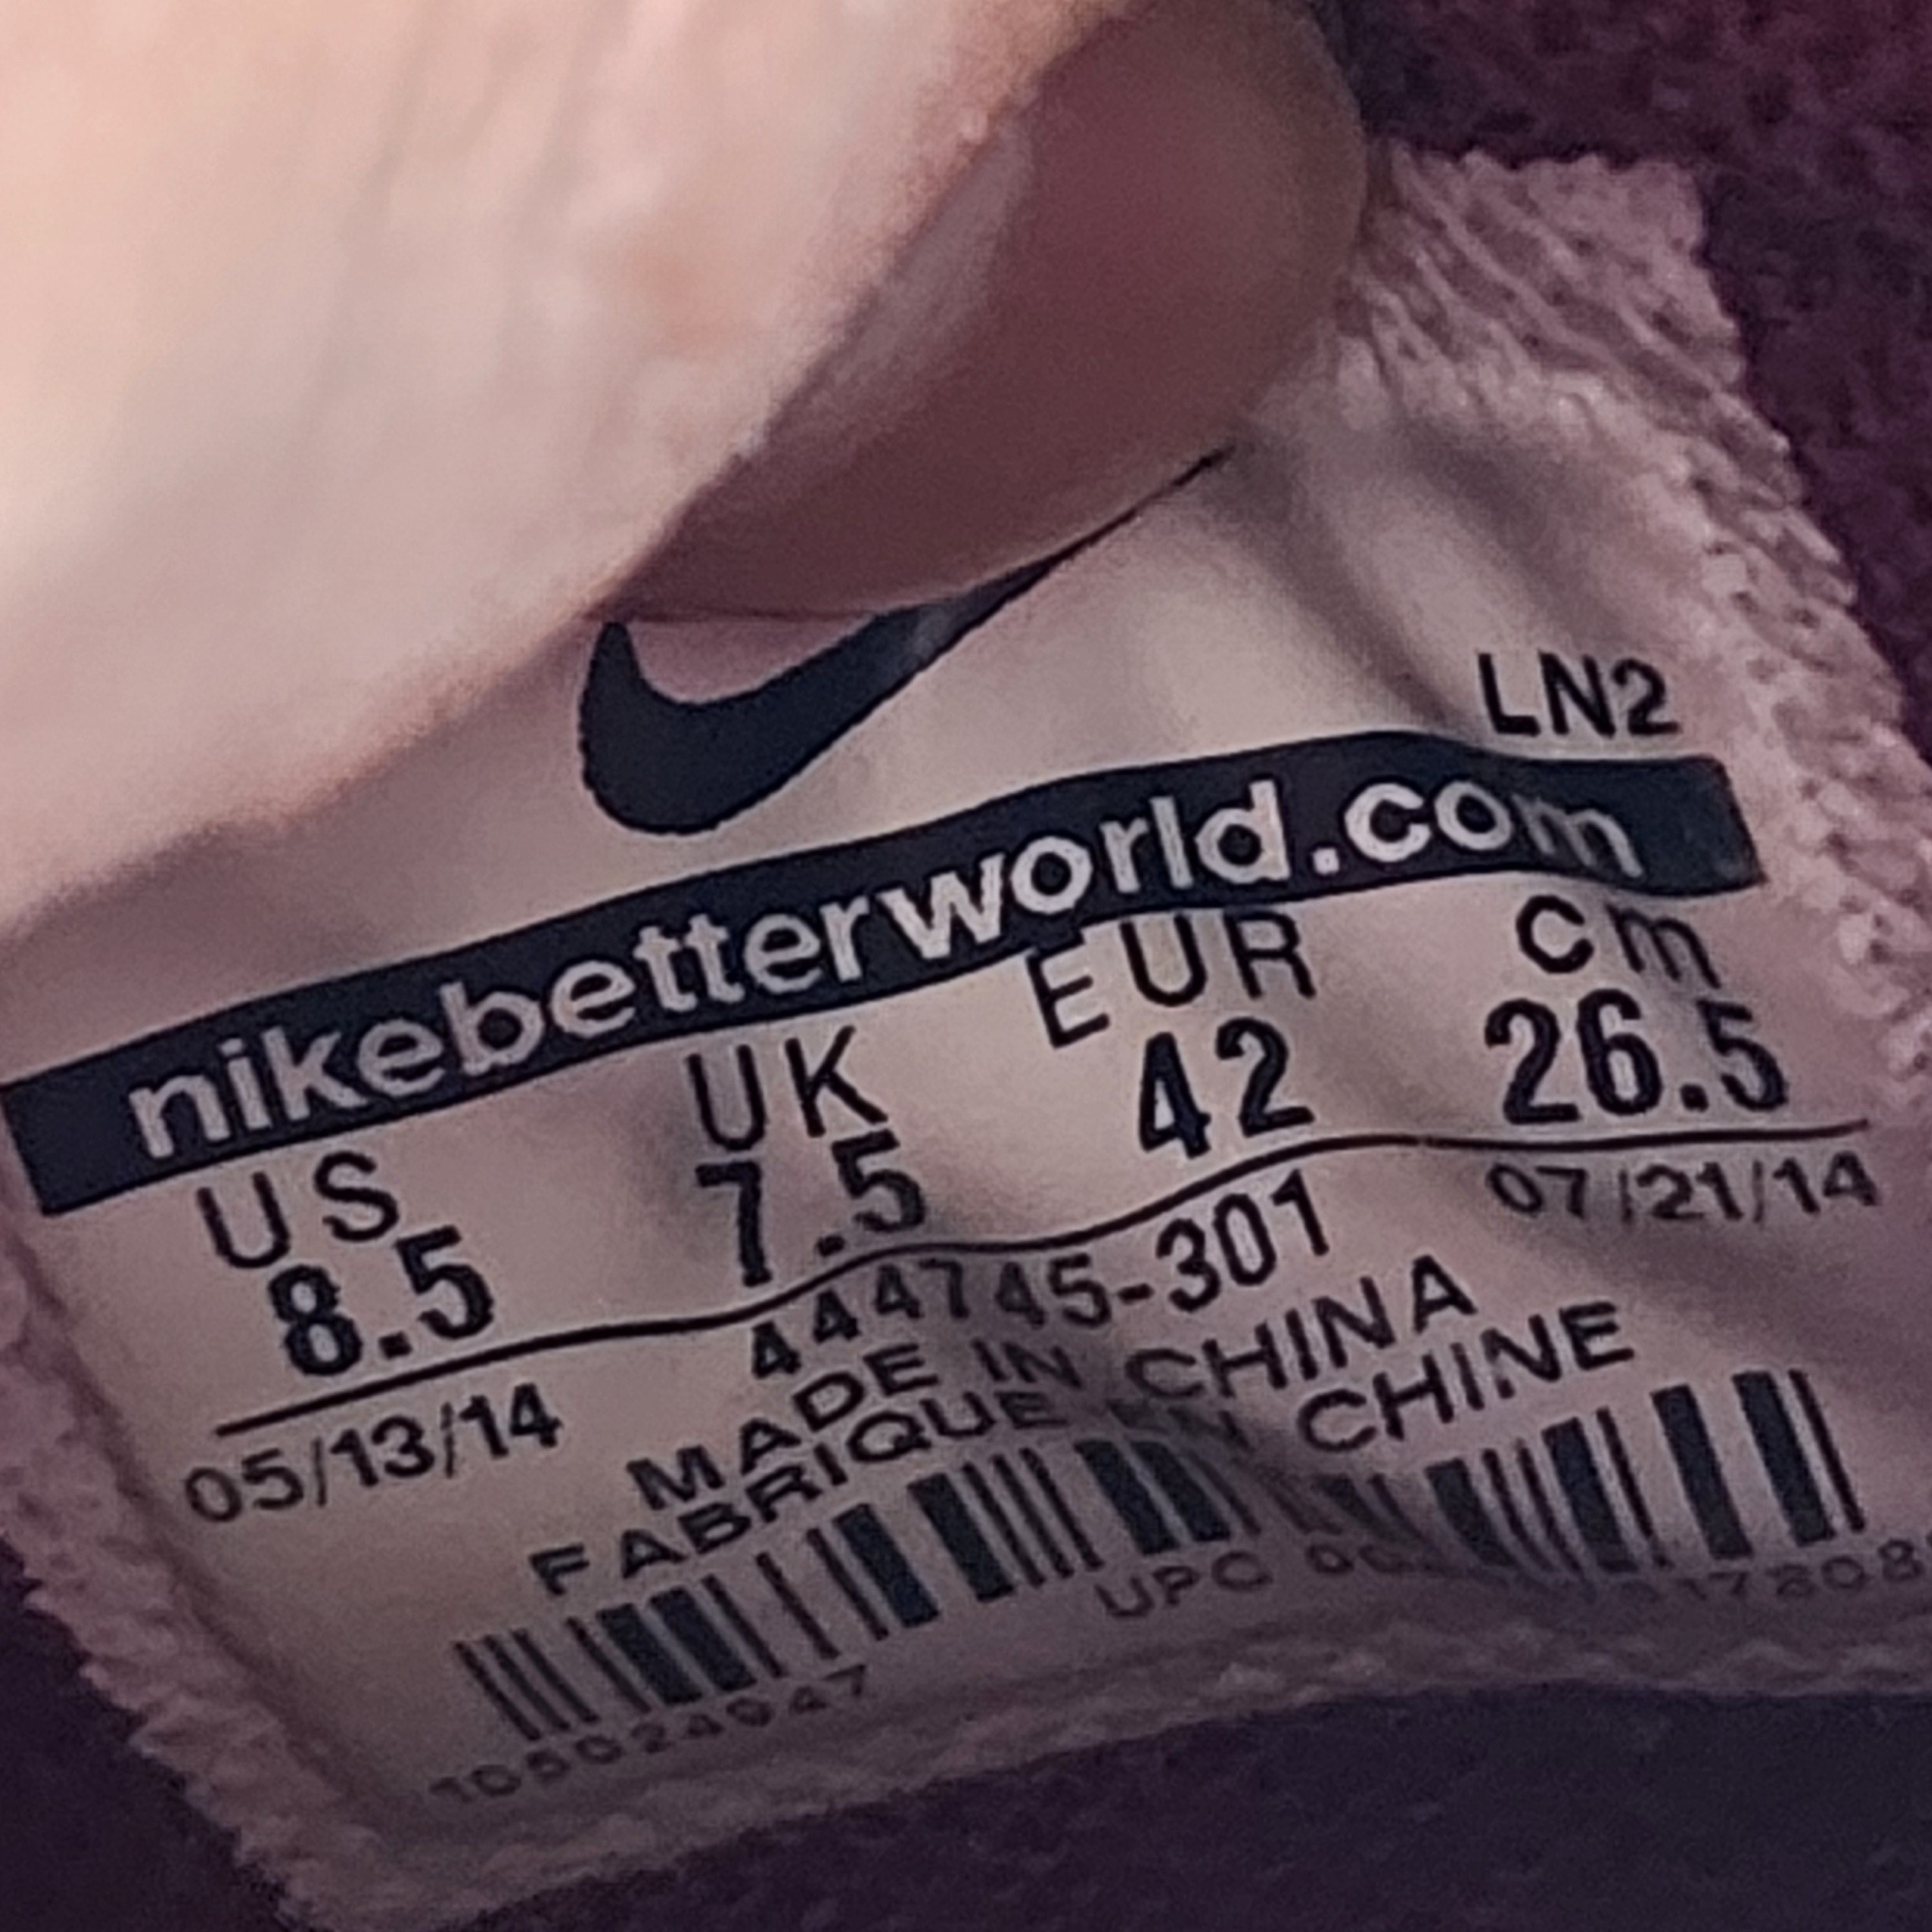 LN2
nikebetterworld.com
US UK EUR cm
8.5 7.5 42 26.5
05/13/14 444745-301 07/21/14
MADE IN CHINA
FABRIQUE EN CHINE
UPC